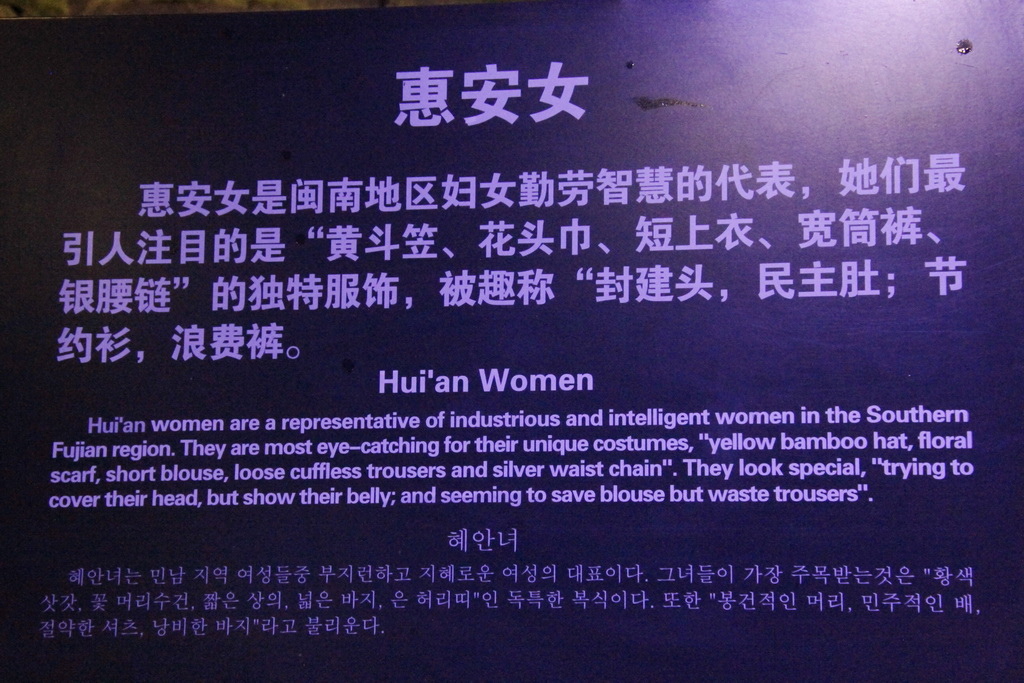 惠安女
惠安女是闽南地区妇女勤劳智慧的代表，她们最
引人注目的是“黄斗笠、花头巾、短上衣、宽筒裤、
银腰链”的独特服饰，被趣称“封建头，民主肚；节
约衫，浪费裤。
Hui'an Women
Hui'an women are a representative of industrious and intelligent women in the Southern
Fujian region. They are most eye–catching for their unique costumes, "yellow bamboo hat, floral
scarf, short blouse, loose cuffless trousers and silver waist chain". They look special, "trying to
cover their head, but show their belly; and seeming to save blouse but waste trousers".
혜안녀
혜안녀는 민남 지역 여성들중 부지런하고 지혜로운 여성의 대표이다. 그녀들이 가장 주목받는것은 "황색
삿갓, 꽃 머리수건, 짧은 상의, 넓은 바지, 은 허리띠"인 독특한 복식이다. 또한 "봉건적인 머리, 민주적인 배,
절약한 셔츠, 낭비한 바지"라고 불리운다.